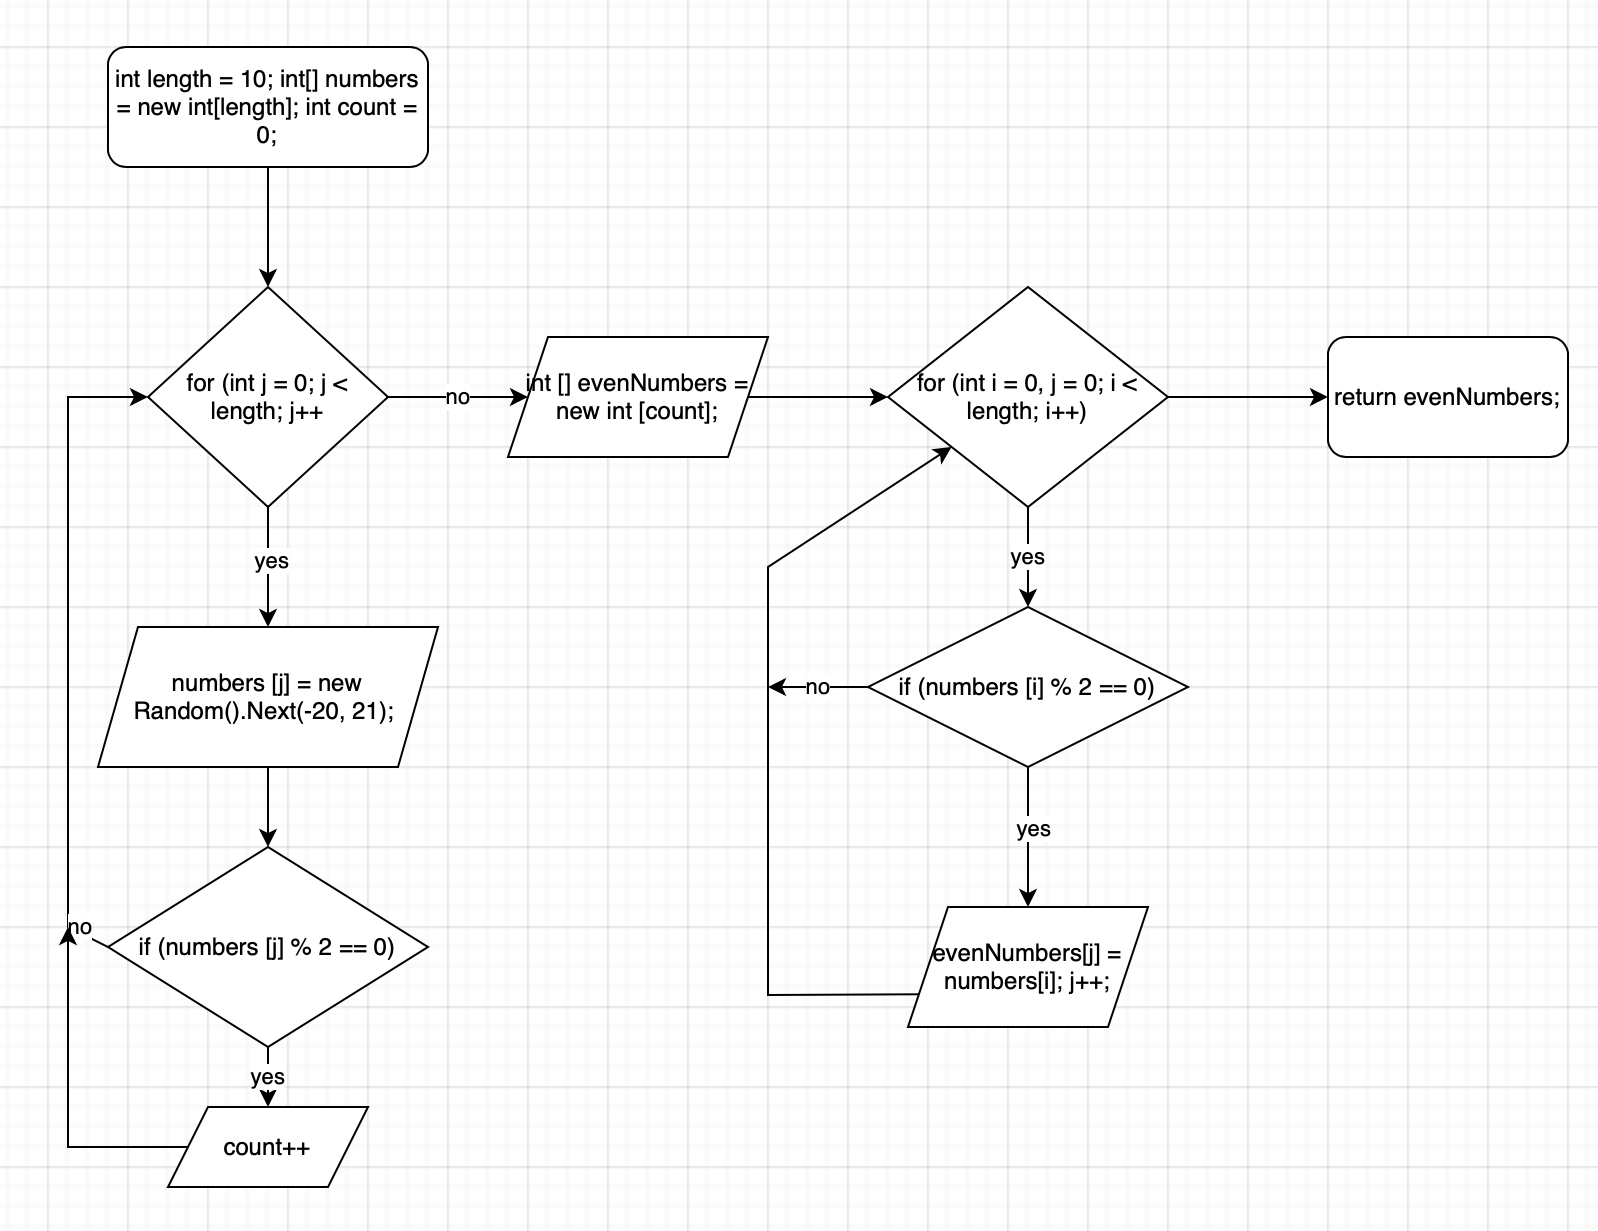 int length = 10; int[] numbers
= new int[length]; int count =
0;
for (int j = 0; j <
length; j++
no
int [] evenNumbers =
new int [count];
for (int i = 0, j = 0; i <
length; i++)
return evenNumbers;
yes
yes
numbers [j] = new
Random().Next(-20, 21);
no
if (numbers [i] % 2 == 0)
yes
no
if (numbers [j] % 2 == 0)
evenNumbers[j] =
numbers[i]; j++;
yes
count++